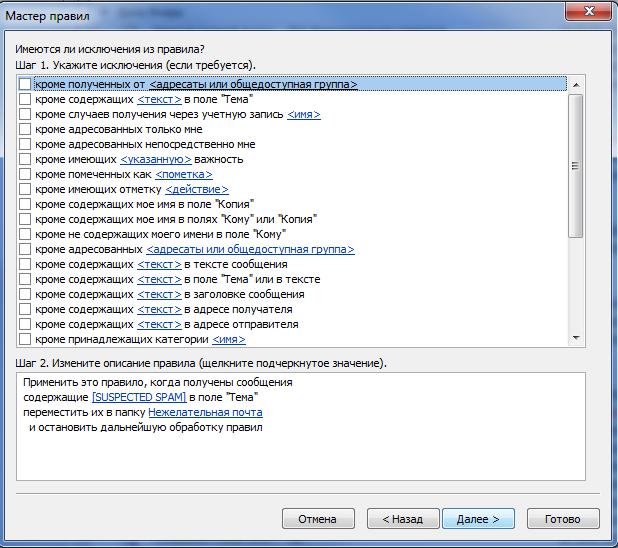 Мастер правил
Имеются ли исключения из правила?
Шаг 1. Укажите исключения (если требуется).
кроме полученных от <адресаты или общедоступная группа>
кроме содержащих <текст> в поле "Тема"
кроме случаев получения через учетную запись <имя>
кроме адресованных только мне
кроме адресованных непосредственно мне
кроме имеющих <указанную> важность
кроме помеченных как <пометка>
кроме имеющих отметку <действие>
кроме содержащих мое имя в поле "Копия"
кроме содержащих мое имя в полях "Кому" или "Копия"
кроме не содержащих моего имени в поле "Кому"
кроме адресованных <адресаты или общедоступная группа>
кроме содержащих <текст> в тексте сообщения
кроме содержащих <текст> в поле "Тема" или в тексте
кроме содержащих <текст> в заголовке сообщения
кроме содержащих <текст> в адресе получателя
кроме содержащих <текст> в адресе отправителя
кроме принадлежащих категории <имя>
Шаг 2. Измените описание правила (щелкните подчеркнутое значение).
Применить это правило, когда получены сообщения
содержащие [SUSPECTED SPAM] в поле "Тема"
переместить их в папку Нежелательная почта
и остановить дальнейшую обработку правил
Отмена
< Назад
Далее >
Готово